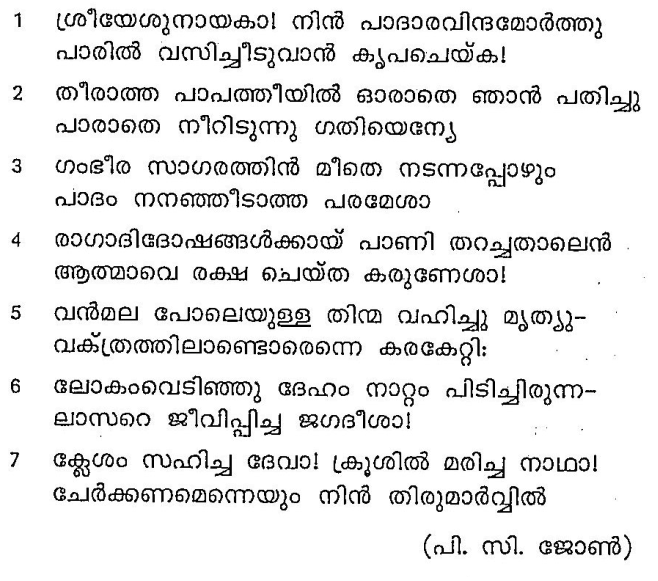 1 ശ്രീയേശുനായകാ! നിൻ പാദാരവിന്ദമോർത്തു
പാരിൽ വസിച്ചീടുവാൻ കൃപചെയ്ക!
2 തീരാത്ത പാപത്തീയിൽ ഓരാതെ ഞാൻ പതിച്ചു
പാരാതെ നീറിടുന്നു ഗതിയെന്യേ
3 ഗംഭീര സാഗരത്തിൻ മീതെ നടന്നപ്പോഴും
പാദം നനഞ്ഞീടാത്ത പരമേശാ
4 രാഗാദിദോഷങ്ങൾക്കായ് പാണി തറച്ചതാലെൻ
ആത്മാവെ രക്ഷ ചെയ്ത കരുണേശാ!
5 വൻമല പോലെയുള്ള തിന്മ വഹിച്ചു മൃത്യു-
വക്ത്രത്തിലാണ്ടൊരെന്നെ കരകേറ്റി:
6 ലോകംവെടിഞ്ഞു ദേഹം നാറ്റം പിടിച്ചിരുന്ന-
ലാസറെ ജീവിപ്പിച്ച ജഗദീശാ!
7 ക്ലേശം സഹിച്ച ദേവാ! ക്രൂശിൽ മരിച്ച നാഥാ!
ചേർക്കണമെന്നെയും നിൻ തിരുമാർവ്വിൽ
(പി. സി. ജോൺ)